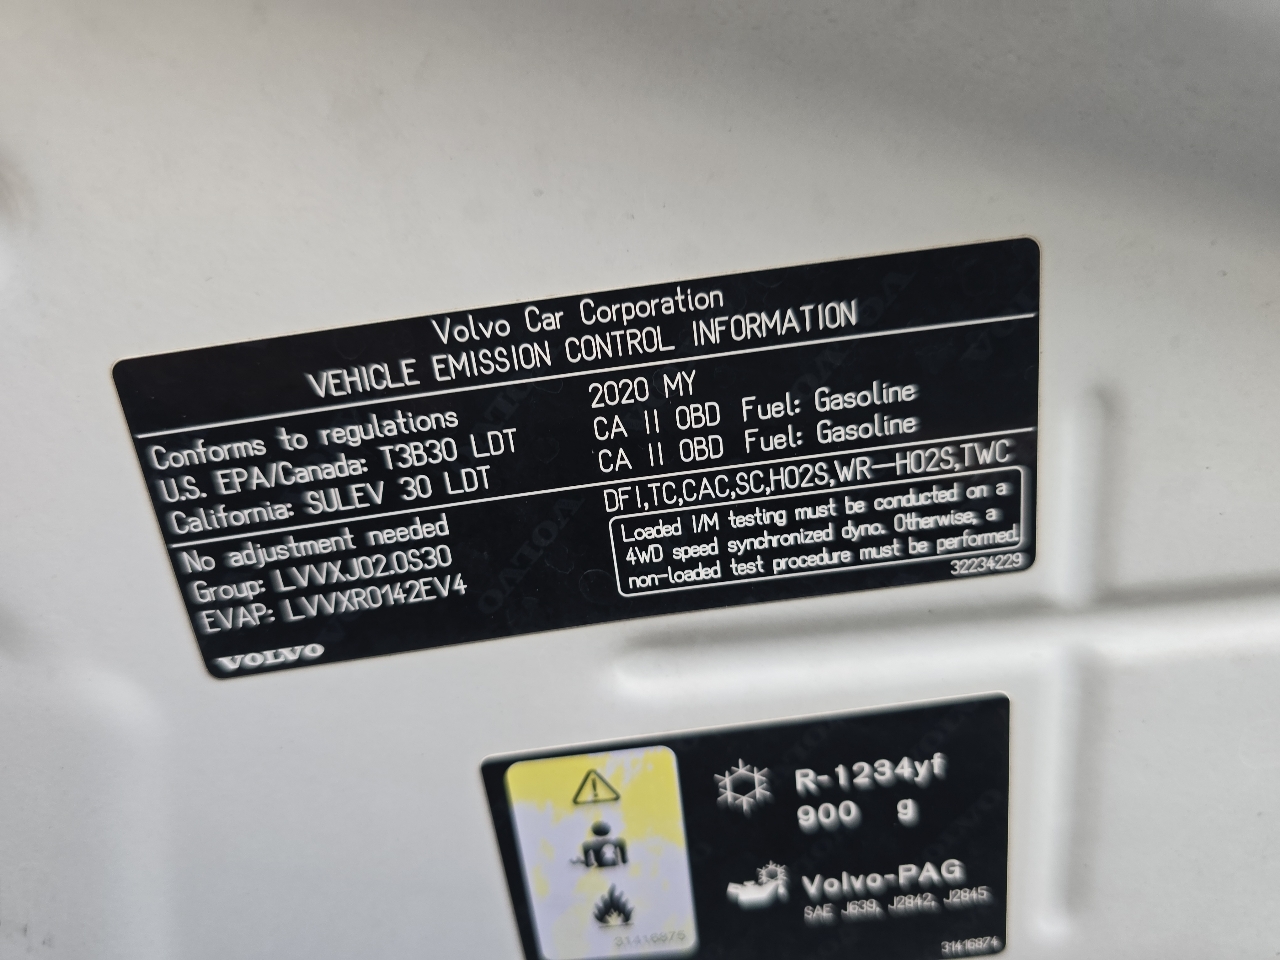 Volvo Car Corporation
VEHICLE EMISSION CONTROL INFORMATION
Conforms to regulations 2020 MY
U.S. EPA/Canada: T3B30 LDT CA II OBD Fuel: Gasoline
California: SULEV 30 LDT CA II OBD Fuel: Gasoline
No adjustment needed DFI,TC,CAC,SC,HO2S,WR-HO2S,TWC
Group: LVVXJ02.0S30
EVAP: LVVXR0142EV4
Loaded I/M testing must be conducted on a
4WD speed synchronized dyno. Otherwise, a
non-loaded test procedure must be performed.
32234229
VOLVO
R-1234yf
900 g
Volvo-PAG
SAE J639, J2842, J2845
31416875
31416874